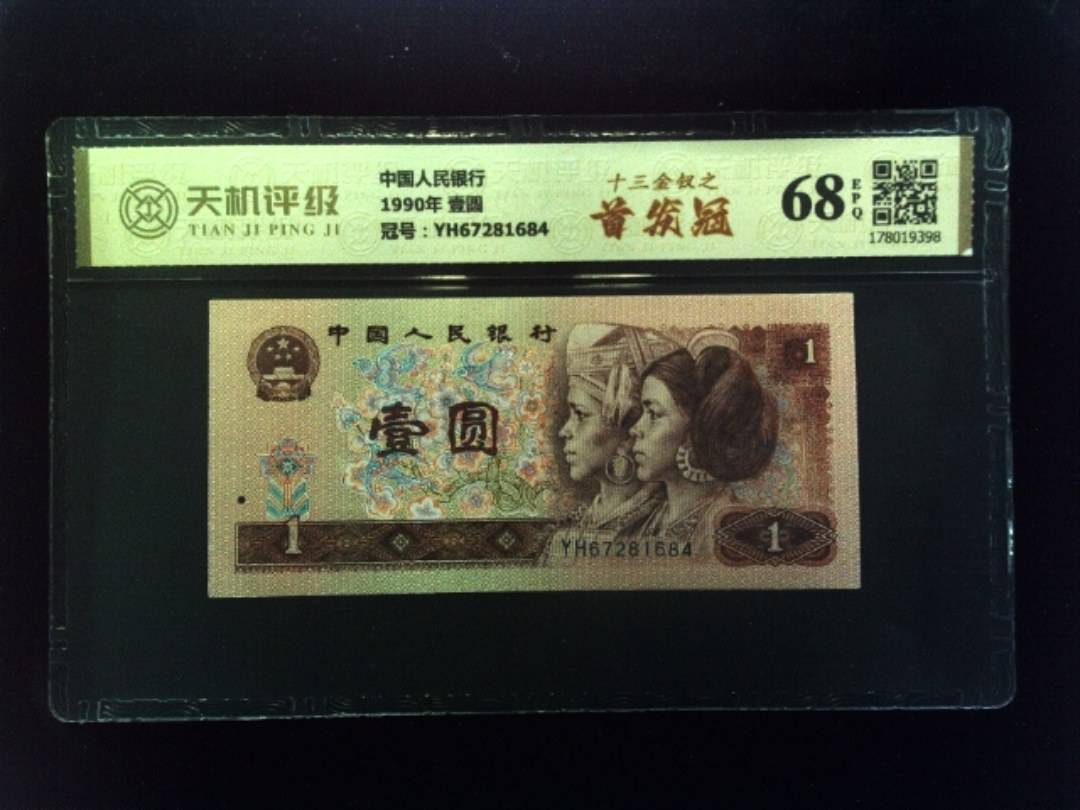 天机评级
TIAN JI PING JI
中国人民银行
1990年 壹圆
冠号：YH67281684
十三金钗之
首发冠
68
EPQ
178019398
中国人民银行
1
壹圆
1
YH67281684
1